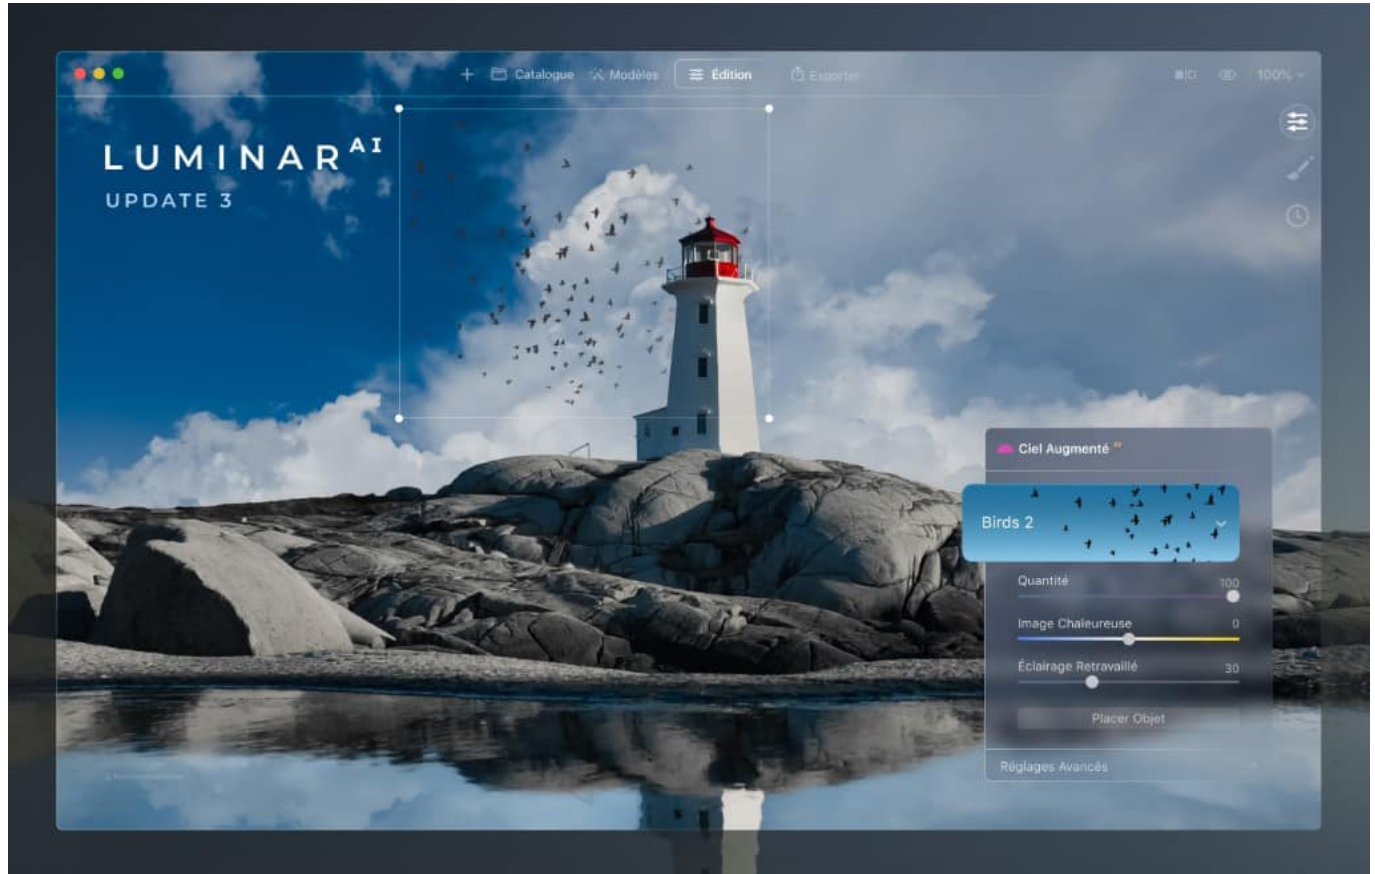 Catalogue Modèles Édition Exporter 100%
LUMINAR AI
UPDATE 3
Ciel Augmenté AI
Birds 2
Quantité 100
Image Chaleureuse 0
Éclairage Retravaillé 30
Placer Objet
Réglages Avancés